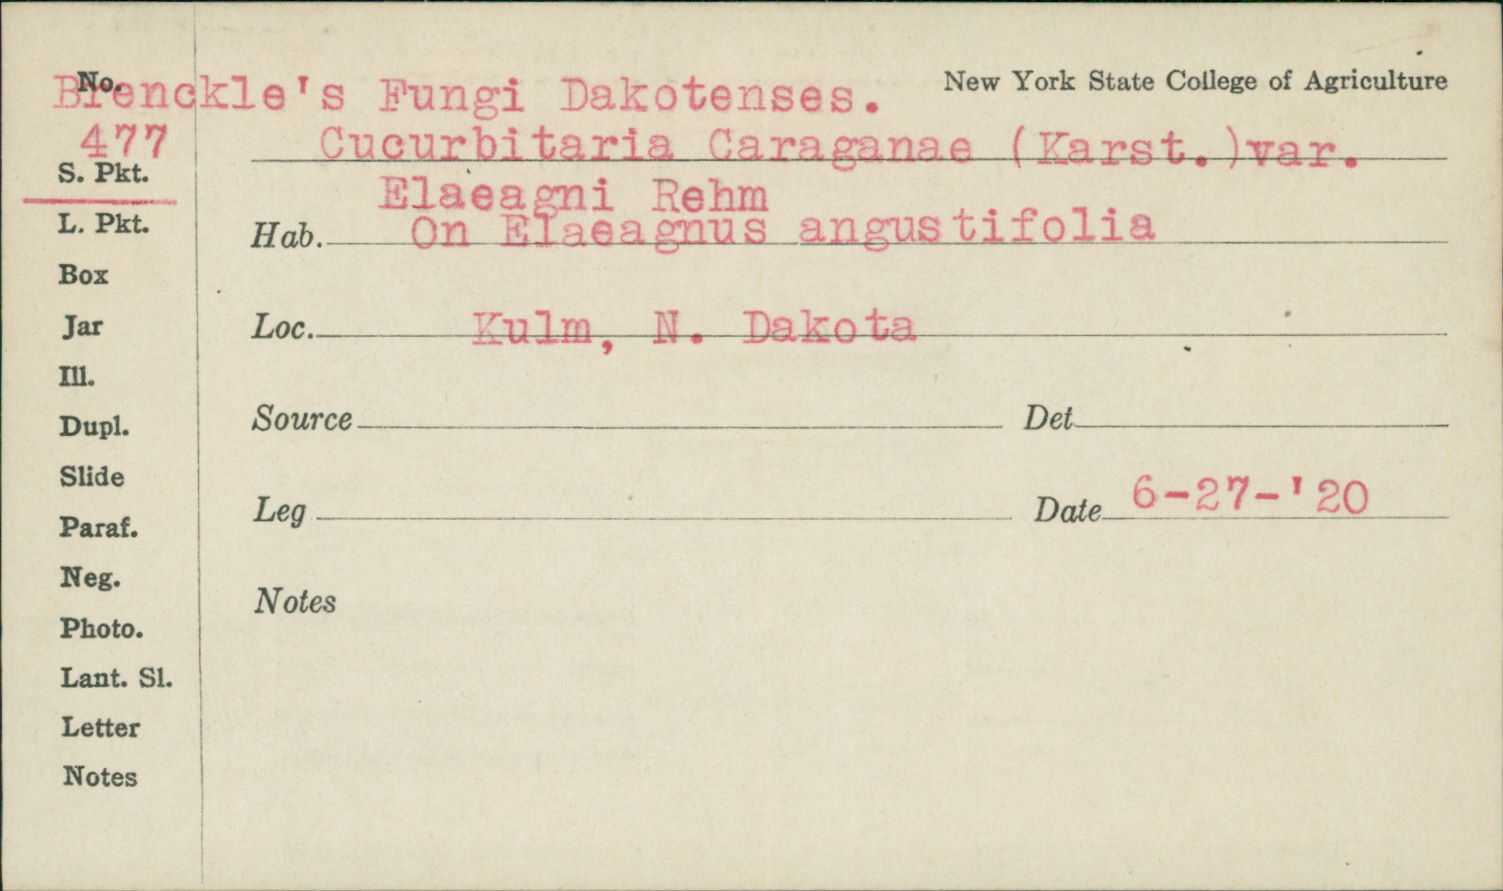 No.
Brenckle's Fungi Dakotenses.
New York State College of Agriculture
477
Cucurbitaria Caraganae (Karst.)var.
S. Pkt.
Elaeagni Rehm
L. Pkt.
Hab. On Elaeagnus angustifolia
Box
Jar
Loc. Kulm, N. Dakota
Ill.
Dupl.
Source
Det
Slide
Leg
Date 6-27-'20
Paraf.
Neg.
Notes
Photo.
Lant. Sl.
Letter
Notes